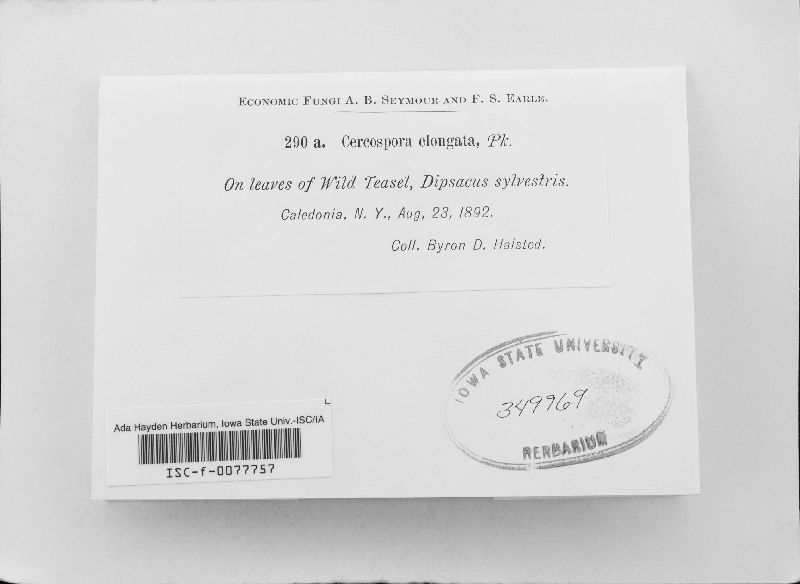 ECONOMIC FUNGI A. B. SEYMOUR AND F. S. EARLE.
290 a. Cercospora elongata, Pk.
On leaves of Wild Teasel, Dipsacus sylvestris.
Caledonia, N. Y., Aug, 23, 1892.
Coll. Byron D. Halsted.
IOWA STATE UNIVERSITY
349969
HERBARIUM
Ada Hayden Herbarium, Iowa State Univ.-ISC/IA
ISC-f-0077757